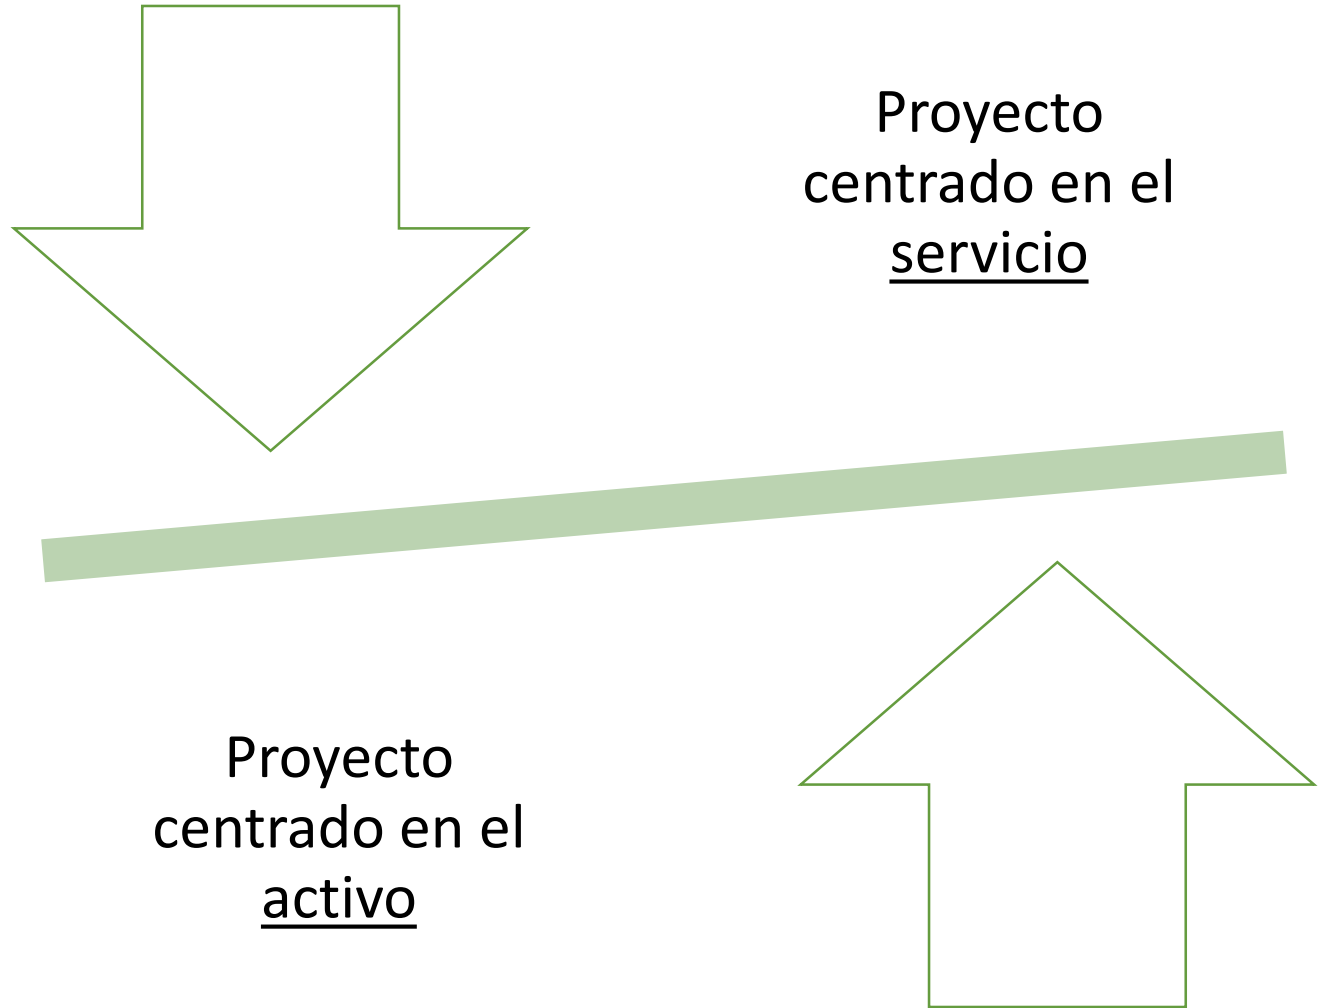 Proyecto
centrado en el
servicio
Proyecto
centrado en el
activo